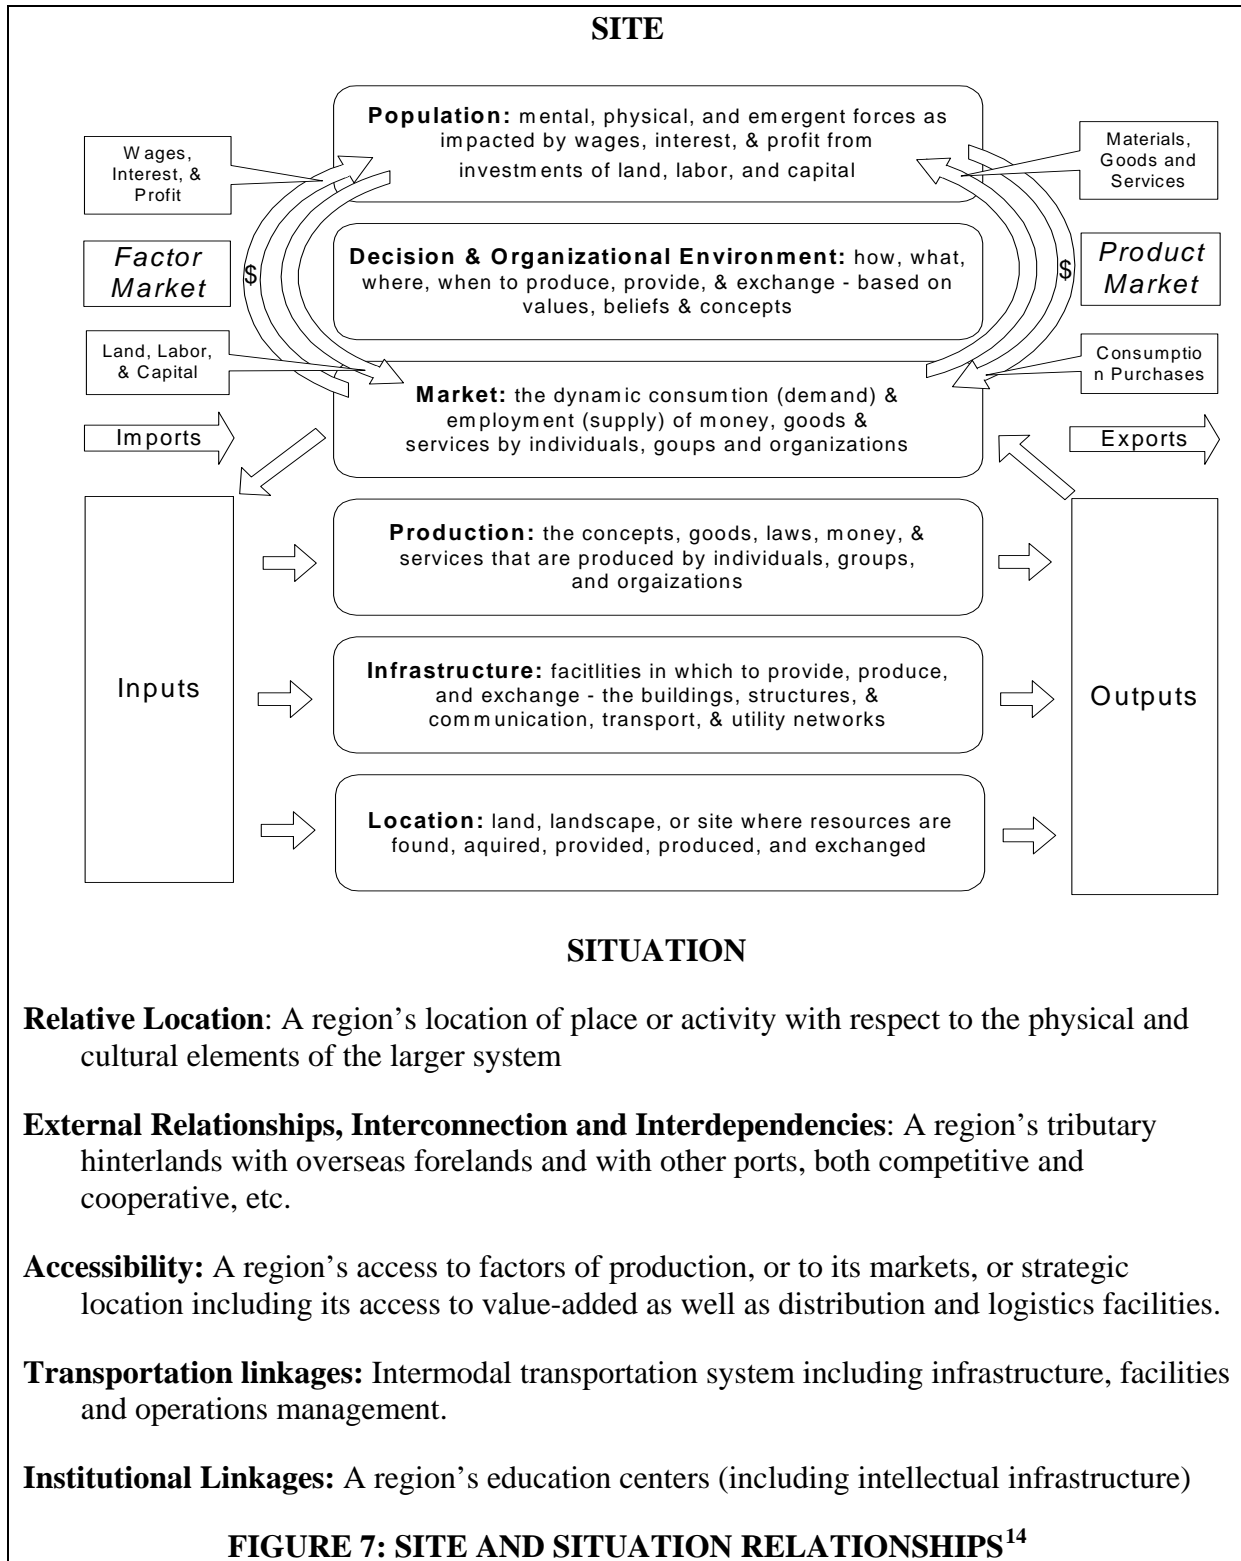 SITE
Population: mental, physical, and emergent forces as
impacted by wages, interest, & profit from
investments of land, labor, and capital
Wages,
Interest, &
Profit
Materials,
Goods and
Services
Factor
Market
$
Decision & Organizational Environment: how, what,
where, when to produce, provide, & exchange - based on
values, beliefs & concepts
$
Product
Market
Land, Labor,
& Capital
Consumptio
n Purchases
Market: the dynamic consumption (demand) &
employment (supply) of money, goods &
services by individuals, goups and organizations
Imports
Exports
Inputs
Production: the concepts, goods, laws, money, &
services that are produced by individuals, groups,
and orgaizations
Infrastructure: facitlities in which to provide, produce,
and exchange - the buildings, structures, &
communication, transport, & utility networks
Location: land, landscape, or site where resources are
found, aquired, provided, produced, and exchanged
Outputs
SITUATION
Relative Location: A region’s location of place or activity with respect to the physical and
cultural elements of the larger system
External Relationships, Interconnection and Interdependencies: A region’s tributary
hinterlands with overseas forelands and with other ports, both competitive and
cooperative, etc.
Accessibility: A region’s access to factors of production, or to its markets, or strategic
location including its access to value-added as well as distribution and logistics facilities.
Transportation linkages: Intermodal transportation system including infrastructure, facilities
and operations management.
Institutional Linkages: A region’s education centers (including intellectual infrastructure)
FIGURE 7: SITE AND SITUATION RELATIONSHIPS14